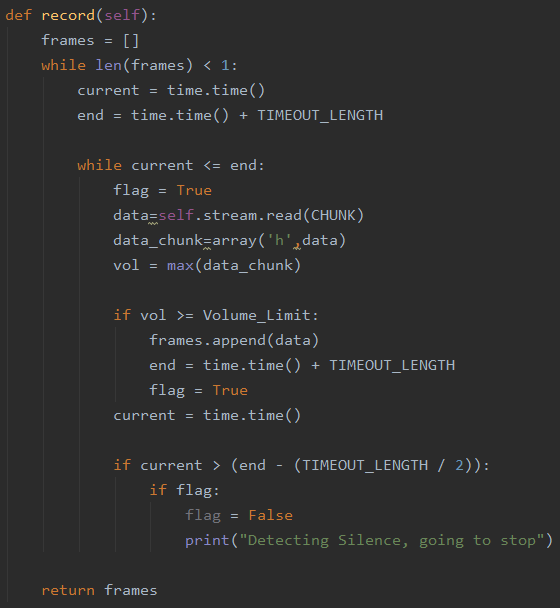 def record(self):
    frames = []
    while len(frames) < 1:
        current = time.time()
        end = time.time() + TIMEOUT_LENGTH

        while current <= end:
            flag = True
            data=self.stream.read(CHUNK)
            data_chunk=array('h',data)
            vol = max(data_chunk)

            if vol >= Volume_Limit:
                frames.append(data)
                end = time.time() + TIMEOUT_LENGTH
                flag = True
            current = time.time()

            if current > (end - (TIMEOUT_LENGTH / 2)):
                if flag:
                    flag = False
                    print("Detecting Silence, going to stop")

    return frames